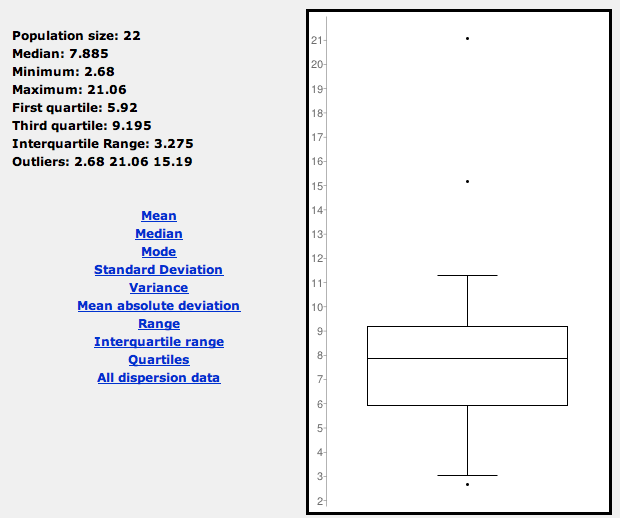 Population size: 22
Median: 7.885
Minimum: 2.68
Maximum: 21.06
First quartile: 5.92
Third quartile: 9.195
Interquartile Range: 3.275
Outliers: 2.68 21.06 15.19
Mean
Median
Mode
Standard Deviation
Variance
Mean absolute deviation
Range
Interquartile range
Quartiles
All dispersion data
21
20
19
18
17
16
15
14
13
12
11
10
9
8
7
6
5
4
3
2